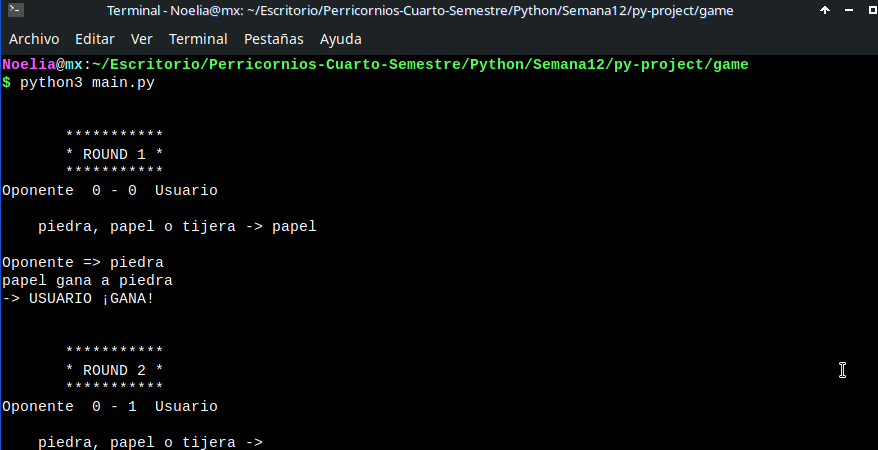 Terminal - Noelia@mx: ~/Escritorio/Perricornios-Cuarto-Semestre/Python/Semana12/py-project/game
Archivo Editar Ver Terminal Pestañas Ayuda
Noelia@mx:~/Escritorio/Perricornios-Cuarto-Semestre/Python/Semana12/py-project/game
$ python3 main.py
***********
* ROUND 1 *
***********
Oponente  0 - 0  Usuario
piedra, papel o tijera -> papel
Oponente => piedra
papel gana a piedra
-> USUARIO ¡GANA!
***********
* ROUND 2 *
***********
Oponente  0 - 1  Usuario
piedra, papel o tijera ->